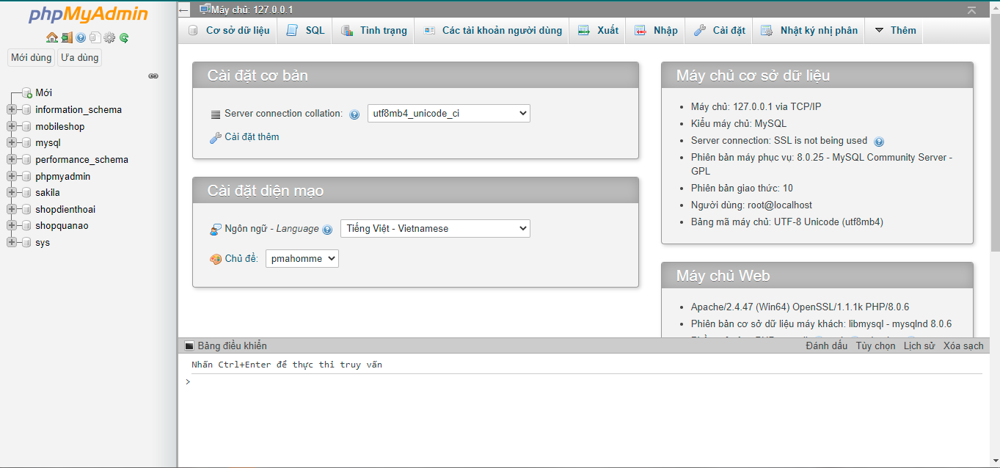 phpMyAdmin
Mới dùng Ưa dùng
Mới
information_schema
mobileshop
mysql
performance_schema
phpmyadmin
sakila
shopdienthoai
shopquanao
sys
Máy chủ: 127.0.0.1
Cơ sở dữ liệu SQL Tình trạng Các tài khoản người dùng Xuất Nhập Cài đặt Nhật ký nhị phân Thêm
Cài đặt cơ bản
Server connection collation: utf8mb4_unicode_ci
Cài đặt thêm
Cài đặt diện mạo
Ngôn ngữ - Language Tiếng Việt - Vietnamese
Chủ đề: pmahomme
Máy chủ cơ sở dữ liệu
Máy chủ: 127.0.0.1 via TCP/IP
Kiểu máy chủ: MySQL
Server connection: SSL is not being used
Phiên bản máy phục vụ: 8.0.25 - MySQL Community Server -
GPL
Phiên bản giao thức: 10
Người dùng: root@localhost
Bảng mã máy chủ: UTF-8 Unicode (utf8mb4)
Máy chủ Web
Apache/2.4.47 (Win64) OpenSSL/1.1.1k PHP/8.0.6
Phiên bản cơ sở dữ liệu máy khách: libmysql - mysqlnd 8.0.6
Bảng điều khiển Đánh dấu Tùy chọn Lịch sử Xóa sạch
Nhấn Ctrl+Enter để thực thi truy vấn
>